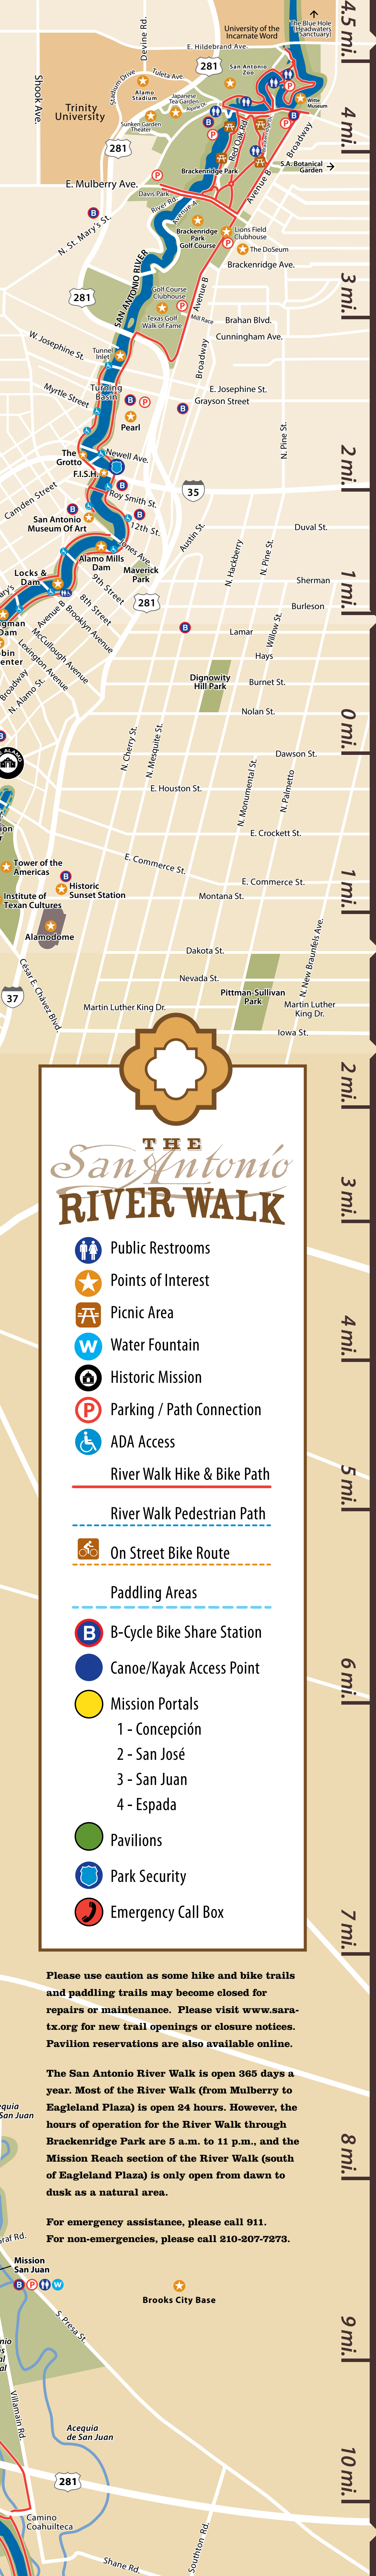 4.5 mi.
The Blue Hole
(Headwaters
Sanctuary)
University of the
Incarnate Word
Devine Rd.
E. Hildebrand Ave.
281
San Antonio
Zoo
Tuleta Ave.
Stadium Drive
Alamo
Stadium
Japanese
Tea Garden
Witte
Museum
Shook Ave.
Trinity
University
Sunken Garden
Theater
Red Oak Rd.
4 mi.
Broadway
281
Brackenridge Park
S.A. Botanical
Garden
E. Mulberry Ave.
Avenue B
Davis Park
River Rd.
Avenue A
N. St. Mary's St.
Brackenridge
Park
Golf Course
Lions Field
Clubhouse
The DoSeum
Brackenridge Ave.
SAN ANTONIO RIVER
281
3 mi.
Golf Course
Clubhouse
Avenue B
Texas Golf
Walk of Fame
Mill Race
Brahan Blvd.
Cunningham Ave.
W. Josephine St.
Broadway
Tunnel
Inlet
Myrtle Street
Turning
Basin
E. Josephine St.
Grayson Street
Pearl
N. Pine St.
2 mi.
The
Grotto
Newell Ave.
F.I.S.H.
Camden Street
Roy Smith St.
35
San Antonio
Museum Of Art
12th St.
Austin St.
Duval St.
Jones Ave.
Alamo Mills
Dam
N. Hackberry
N. Pine St.
Locks &
Dam
Maverick
Park
9th Street
8th Street
1 mi.
Sherman
281
Burleson
Avenue B
Brooklyn Avenue
McCullough Avenue
Lexington Avenue
Willow St.
Lamar
Hays
Broadway
N. Alamo St.
Dignowity
Hill Park
Burnet St.
Nolan St.
0 mi.
N. Cherry St.
N. Mesquite St.
Dawson St.
N. Monumental St.
N. Palmetto
E. Houston St.
E. Crockett St.
Tower of the
Americas
E. Commerce St.
E. Commerce St.
1 mi.
Historic
Sunset Station
Institute of
Texan Cultures
Montana St.
Alamodome
N. New Braunfels Ave.
Dakota St.
César E. Chávez Blvd.
Nevada St.
37
Pittman-Sullivan
Park
Martin Luther King Dr.
Martin Luther
King Dr.
Iowa St.
2 mi.
THE
San Antonio
RIVER WALK
3 mi.
Public Restrooms
Points of Interest
Picnic Area
4 mi.
W Water Fountain
Historic Mission
P Parking / Path Connection
ADA Access
River Walk Hike & Bike Path
5 mi.
River Walk Pedestrian Path
On Street Bike Route
Paddling Areas
B B-Cycle Bike Share Station
6 mi.
Canoe/Kayak Access Point
Mission Portals
1 - Concepción
2 - San José
3 - San Juan
4 - Espada
Pavilions
Park Security
Emergency Call Box
7 mi.
Please use caution as some hike and bike trails
and paddling trails may become closed for
repairs or maintenance. Please visit www.sara-
tx.org for new trail openings or closure notices.
Pavilion reservations are also available online.
The San Antonio River Walk is open 365 days a
year. Most of the River Walk (from Mulberry to
Eagleland Plaza) is open 24 hours. However, the
hours of operation for the River Walk through
Brackenridge Park are 5 a.m. to 11 p.m., and the
Mission Reach section of the River Walk (south
of Eagleland Plaza) is only open from dawn to
dusk as a natural area.
8 mi.
For emergency assistance, please call 911.
For non-emergencies, please call 210-207-7273.
Mission
San Juan
B P W
Brooks City Base
S. Presa St.
9 mi.
Villamain Rd.
Acequia
de San Juan
10 mi.
281
Camino
Coahuilteca
Shane Rd.
Southton Rd.